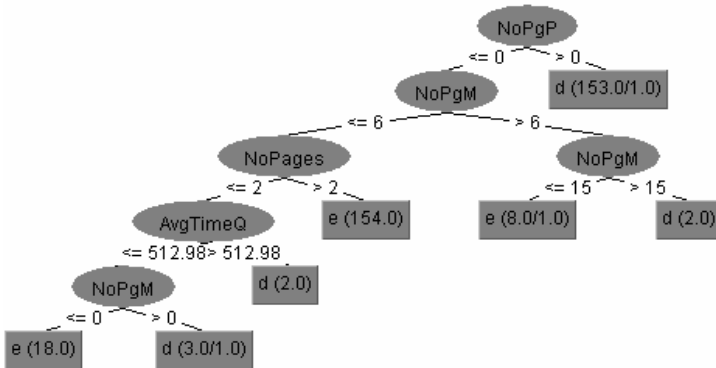 NoPgP
<= 0 > 0
NoPgM d (153.0/1.0)
<= 6 > 6
NoPages NoPgM
<= 2 > 2 <= 15 > 15
AvgTimeQ e (154.0) e (8.0/1.0) d (2.0)
<= 512.98> 512.98
NoPgM d (2.0)
<= 0 > 0
e (18.0) d (3.0/1.0)